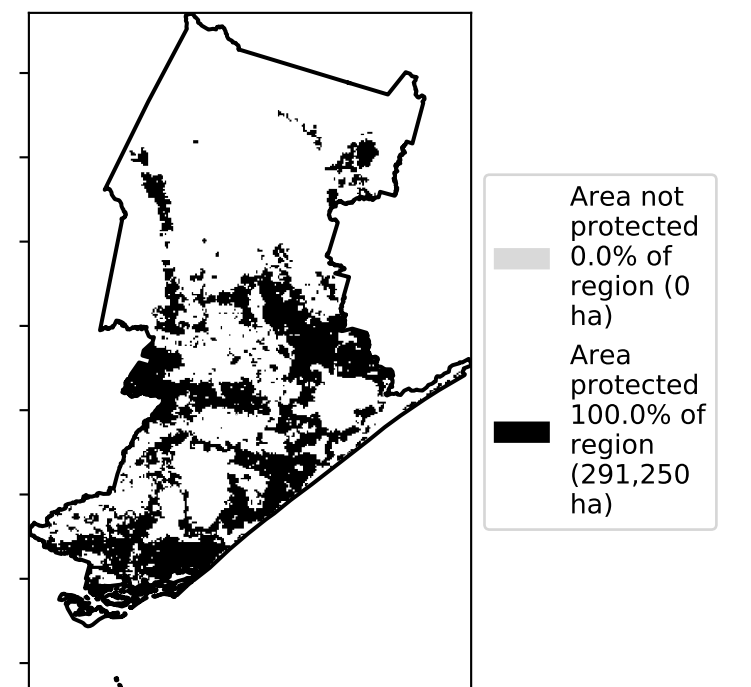 Area not
protected
0.0% of
region (0
ha)
Area
protected
100.0% of
region
(291,250
ha)